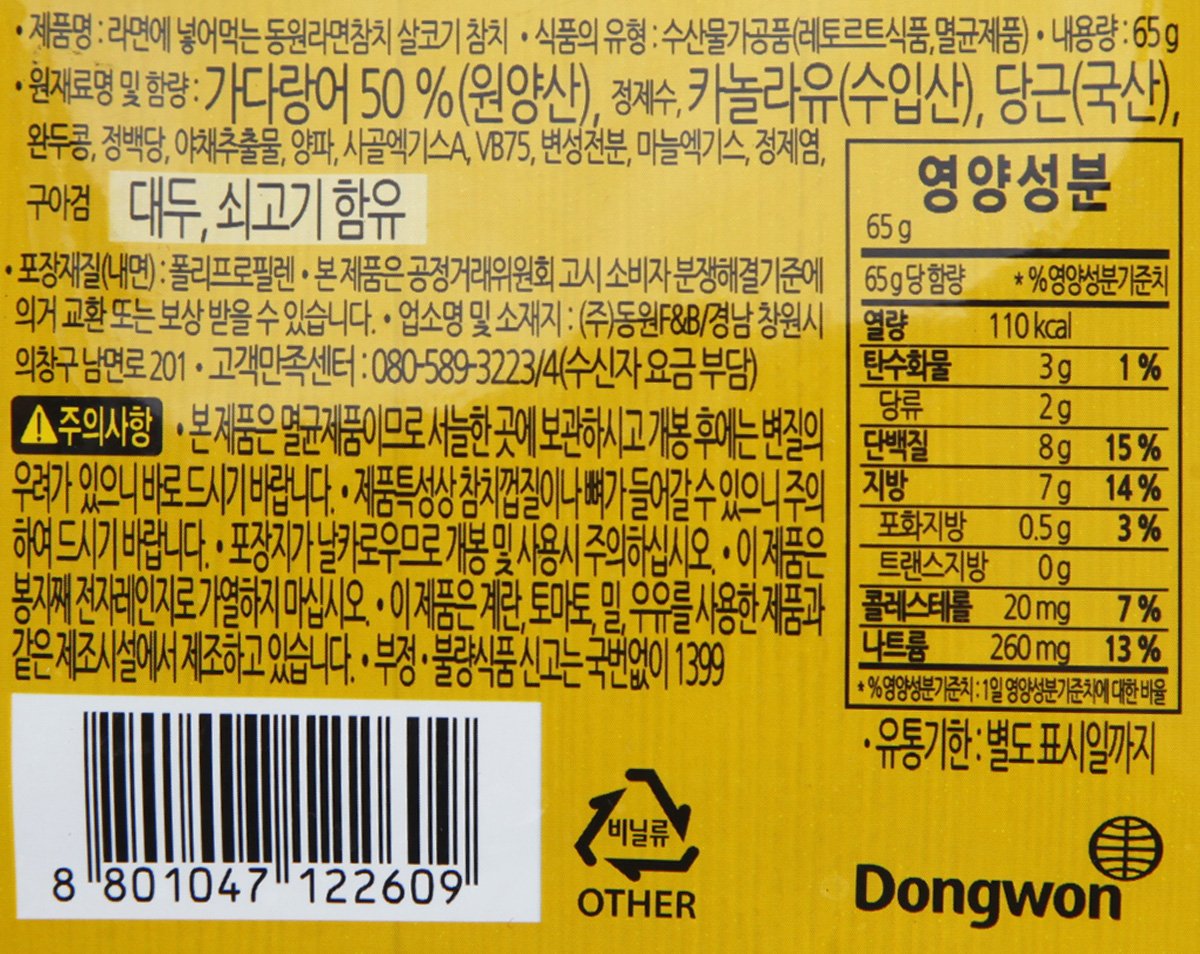 • 제품명 : 라면에 넣어먹는 동원라면참치 살코기 참치 • 식품의 유형 : 수산물가공품(레토르트식품,멸균제품) • 내용량 : 65 g
• 원재료명 및 함량 : 가다랑어 50 %(원양산), 정제수, 카놀라유(수입산), 당근(국산),
완두콩, 정백당, 야채추출물, 양파, 사골엑기스A, VB75, 변성전분, 마늘엑기스, 정제염,
구아검 대두, 쇠고기 함유
• 포장재질(내면) : 폴리프로필렌 • 본 제품은 공정거래위원회 고시 소비자 분쟁해결기준에
의거 교환 또는 보상 받을 수 있습니다. • 업소명 및 소재지 : (주)동원F&B/경남 창원시
의창구 남면로 201 • 고객만족센터 : 080-589-3223/4(수신자 요금 부담)
주의사항 • 본 제품은 멸균제품이므로 서늘한 곳에 보관하시고 개봉 후에는 변질의
우려가 있으니 바로 드시기 바랍니다. • 제품특성상 참치껍질이나 뼈가 들어갈 수 있으니 주의
하여 드시기 바랍니다. • 포장지가 날카로우므로 개봉 및 사용시 주의하십시오. • 이 제품은
봉지째 전자레인지로 가열하지 마십시오. • 이 제품은 계란, 토마토, 밀, 우유를 사용한 제품과
같은 제조시설에서 제조하고 있습니다. • 부정 • 불량식품 신고는 국번없이 1399
영양성분
65 g
65 g 당 함량 * % 영양성분기준치
열량 110 kcal
탄수화물 3 g 1 %
당류 2 g
단백질 8 g 15 %
지방 7 g 14 %
포화지방 0.5 g 3 %
트랜스지방 0 g
콜레스테롤 20 mg 7 %
나트륨 260 mg 13 %
* % 영양성분기준치 : 1일 영양성분기준치에 대한 비율
• 유통기한 : 별도 표시일까지
8 801047 122609
비닐류
OTHER
Dongwon